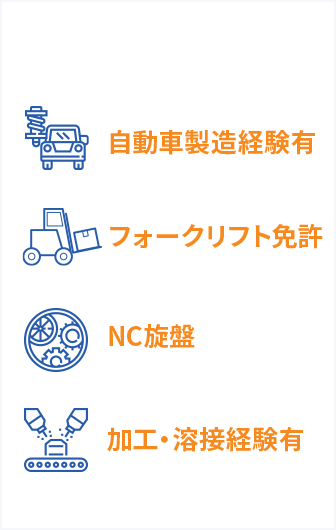 自動車製造経験有
フォークリフト免許
NC旋盤
加工・溶接経験有